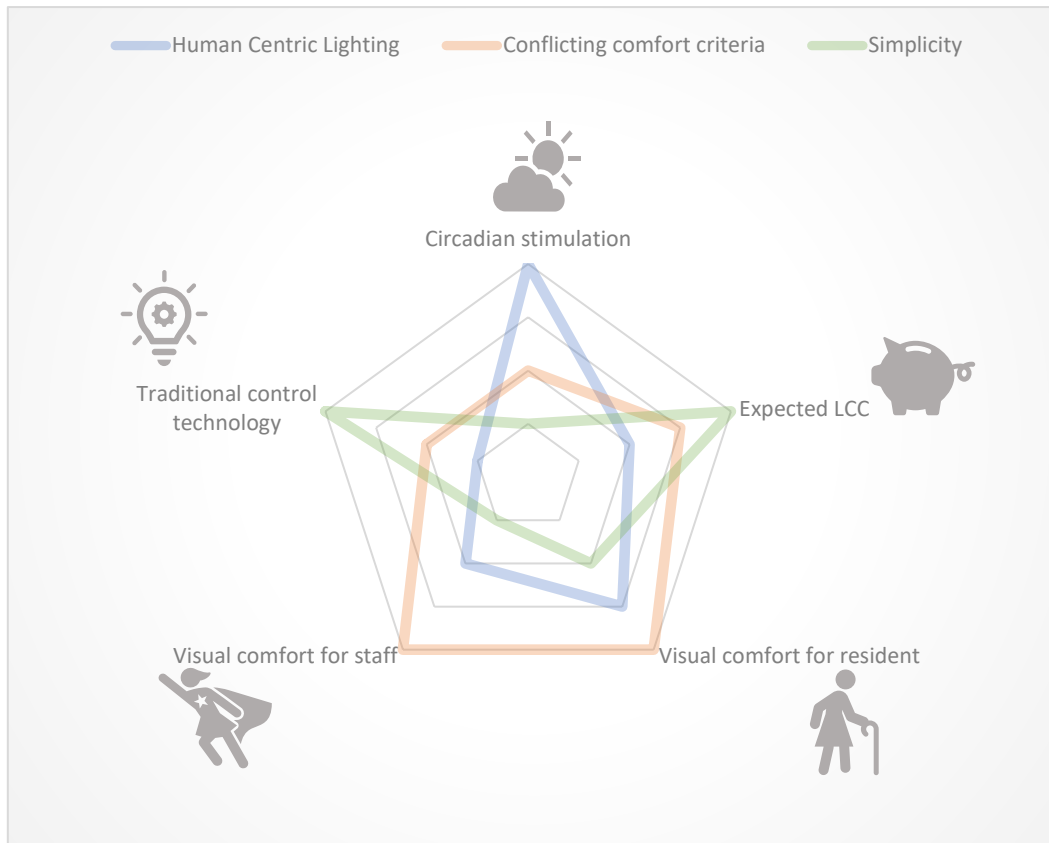 Human Centric Lighting
Conflicting comfort criteria
Simplicity
Circadian stimulation
Traditional control
technology
Expected LCC
Visual comfort for staff
Visual comfort for resident